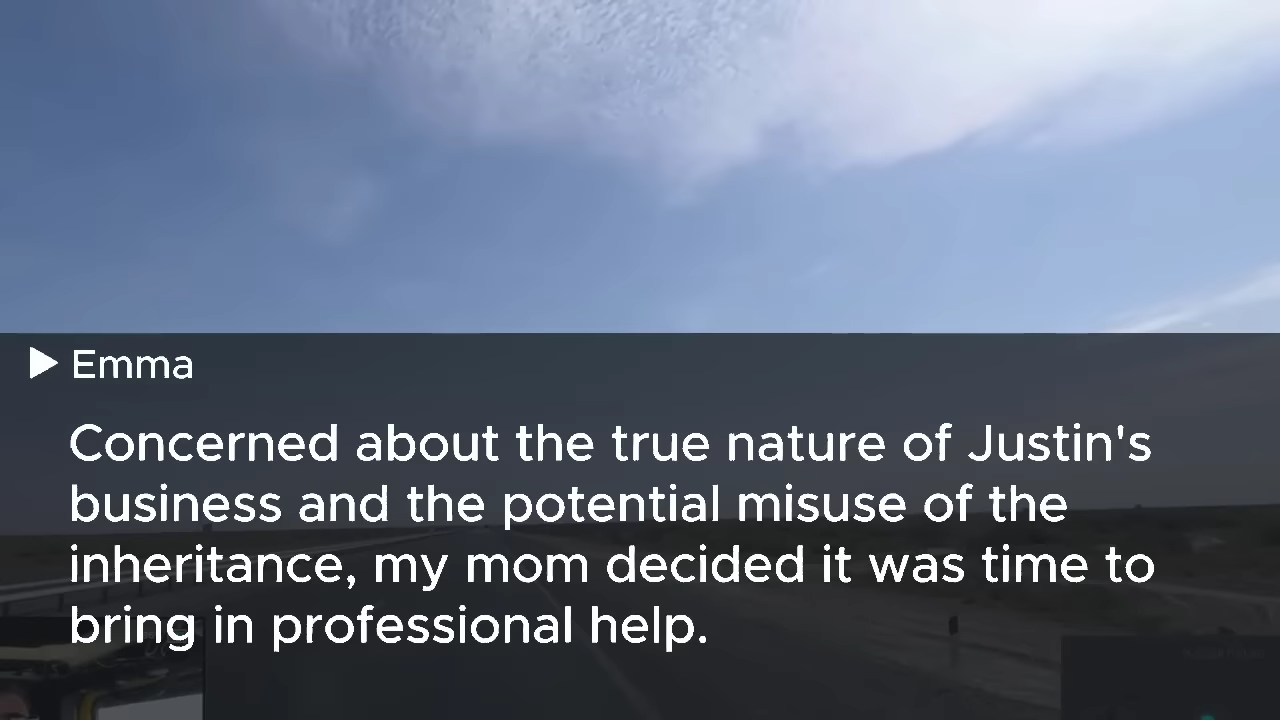 Emma
Concerned about the true nature of Justin's
business and the potential misuse of the
inheritance, my mom decided it was time to
bring in professional help.